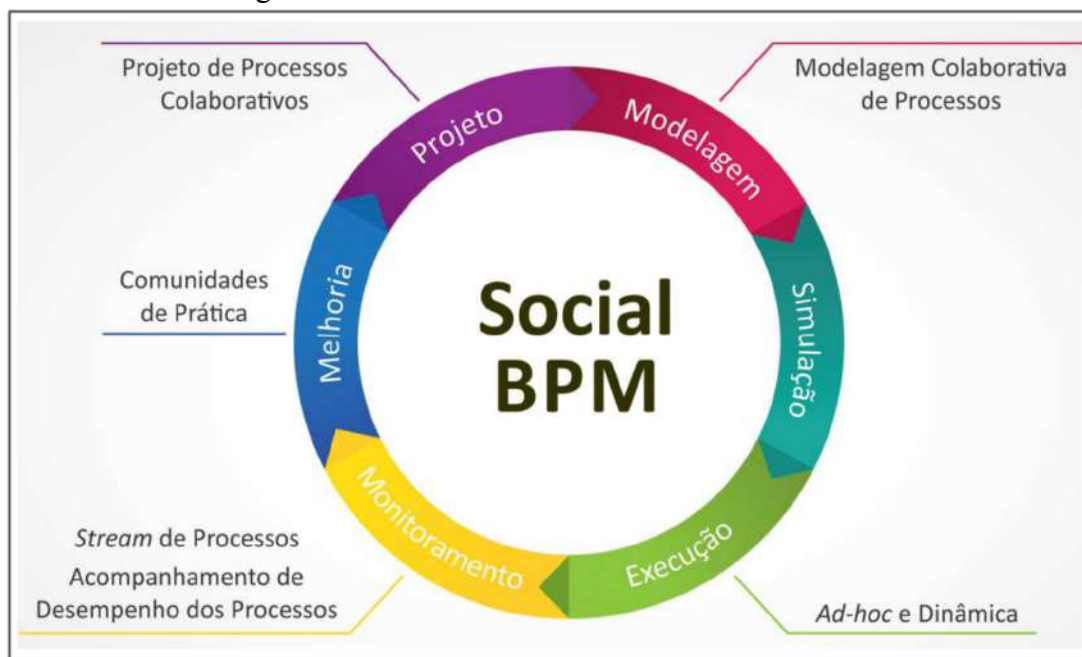 Projeto de Processos
Colaborativos
Modelagem Colaborativa
de Processos
Projeto
Modelagem
Comunidades
de Prática
Melhoria
Social
BPM
Simulação
Stream de Processos
Acompanhamento de
Desempenho dos Processos
Monitoramento
Execução
Ad-hoc e Dinâmica